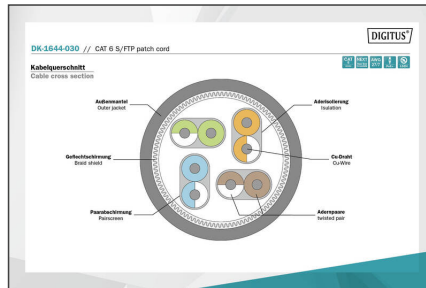 DIGITUS®
DK-1644-030 // CAT 6 S/FTP patch cord
Kabelquerschnitt
Cable cross section
Außenmantel
Outer jacket
Aderisolierung
Insulation
Geflechtschirmung
Braid shield
Cu-Draht
Cu-Wire
Paarabschirmung
Pairscreen
Adernpaare
twisted pair